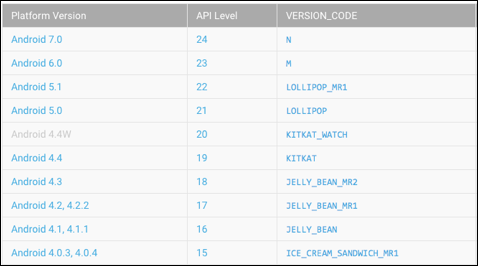 Platform Version API Level VERSION_CODE
Android 7.0 24 N
Android 6.0 23 M
Android 5.1 22 LOLLIPOP_MR1
Android 5.0 21 LOLLIPOP
Android 4.4W 20 KITKAT_WATCH
Android 4.4 19 KITKAT
Android 4.3 18 JELLY_BEAN_MR2
Android 4.2, 4.2.2 17 JELLY_BEAN_MR1
Android 4.1, 4.1.1 16 JELLY_BEAN
Android 4.0.3, 4.0.4 15 ICE_CREAM_SANDWICH_MR1